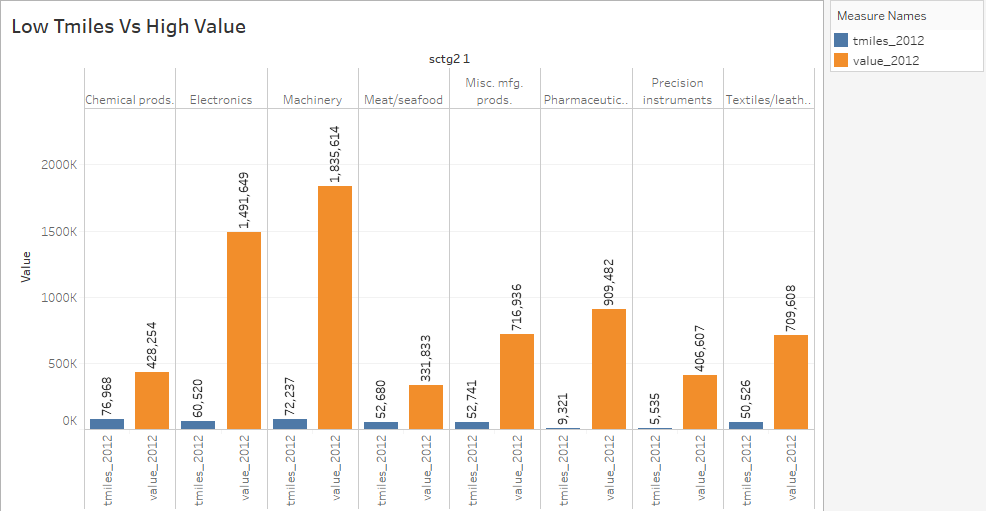 Low Tmiles Vs High Value
Measure Names
tmiles_2012
value_2012
sctg2 1
Chemical prods.
Electronics
Machinery
Meat/seafood
Misc. mfg.
prods.
Pharmaceutic..
Precision
instruments
Textiles/leath..
Value
2000K
1500K
1000K
500K
0K
76,968
428,254
60,520
1,491,649
72,237
1,835,614
52,680
331,833
52,741
716,936
9,321
909,482
5,535
406,607
50,526
709,608
tmiles_2012
value_2012
tmiles_2012
value_2012
tmiles_2012
value_2012
tmiles_2012
value_2012
tmiles_2012
value_2012
tmiles_2012
value_2012
tmiles_2012
value_2012
tmiles_2012
value_2012